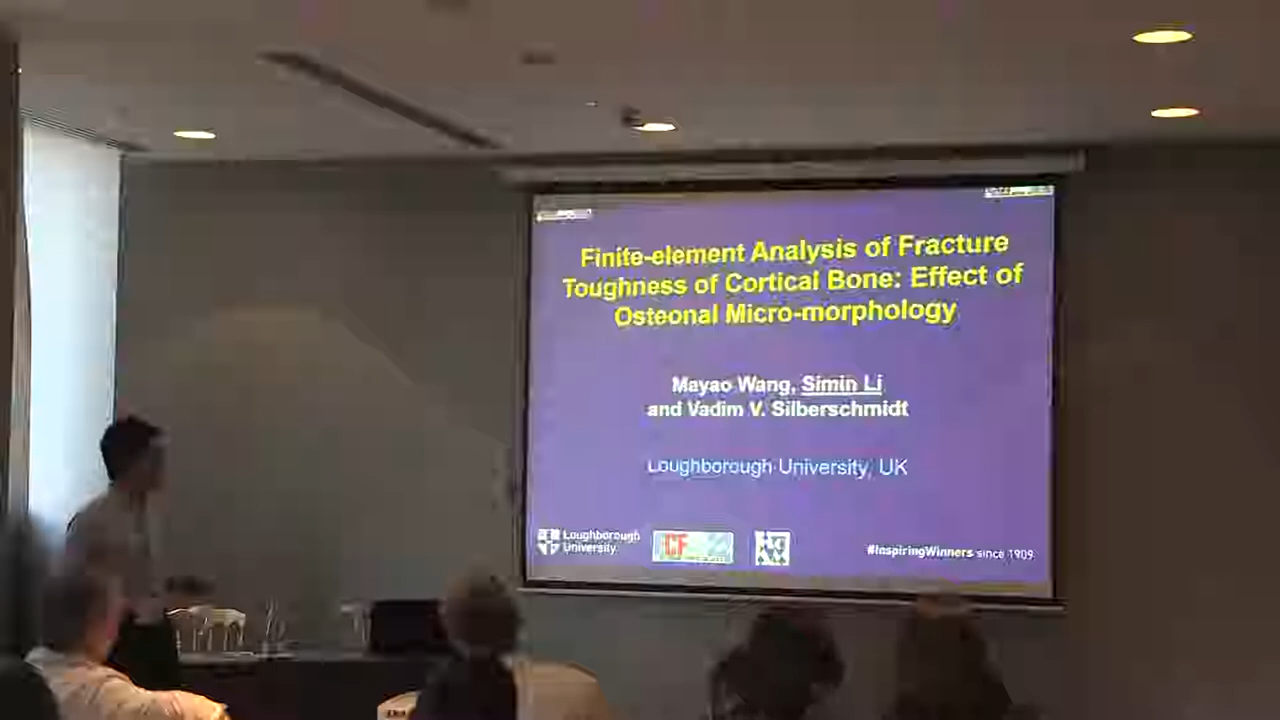 Finite-element Analysis of Fracture
Toughness of Cortical Bone: Effect of
Osteonal Micro-morphology
Mayao Wang, Simin Li
and Vadim V. Silberschmidt
Loughborough University, UK
Loughborough
University
CF
#InspiringWinners since 1909